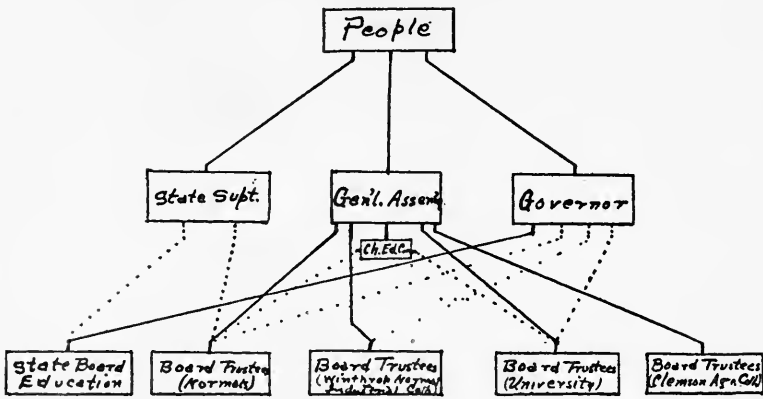 People
State Supt.
Gen'l. Assem.
Governor
Ch. Ed. C.
State Board
Education
Board Trustees
(Normal)
Board Trustees
(Winthrop Normal
Industrial Coll.)
Board Trustees
(University)
Board Trustees
(Clemson Agr. Coll.)